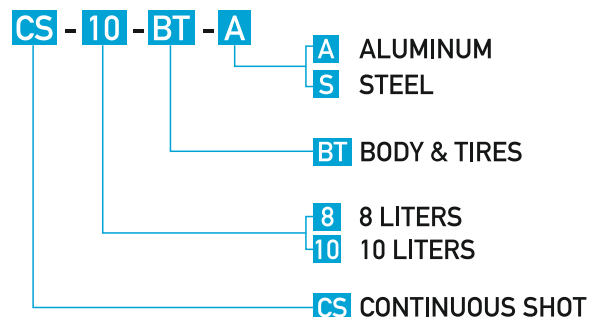 CS - 10 - BT - A
A ALUMINUM
S STEEL
BT BODY & TIRES
8 8 LITERS
10 10 LITERS
CS CONTINUOUS SHOT